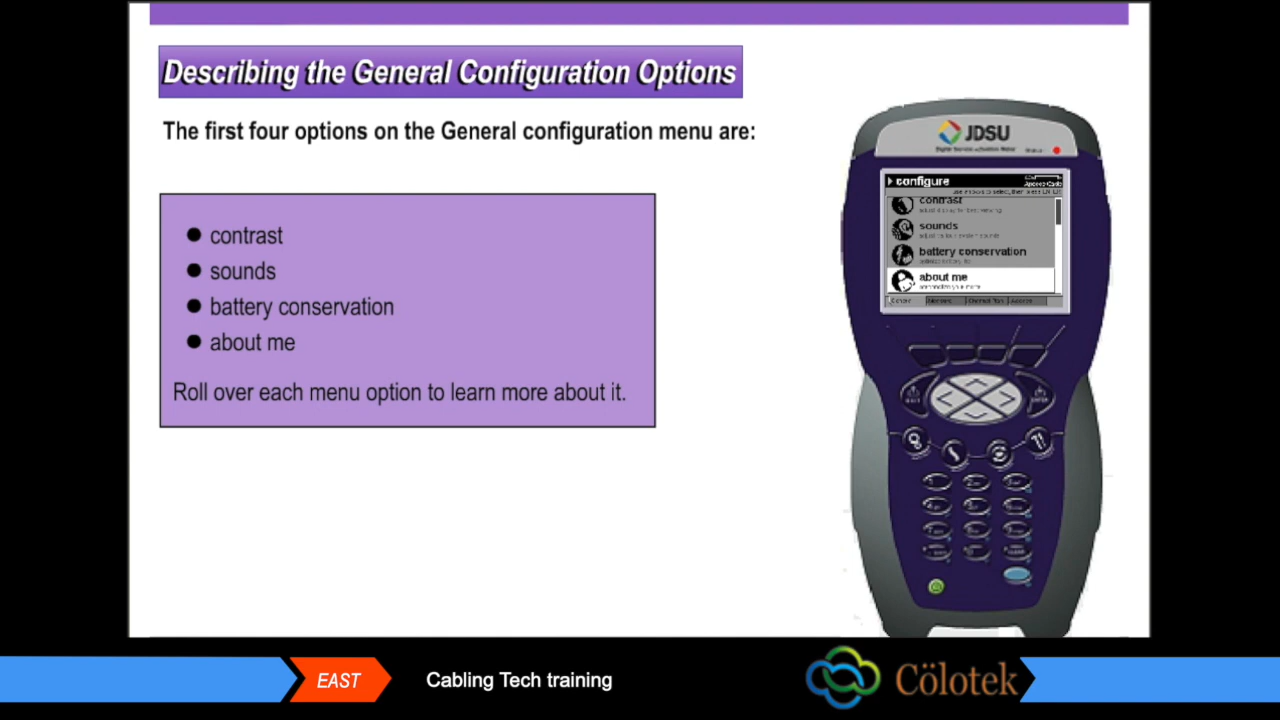 Describing the General Configuration Options
The first four options on the General configuration menu are:
contrast
sounds
battery conservation
about me
Roll over each menu option to learn more about it.
JDSU
configure
contrast
sounds
battery conservation
about me
EAST
Cabling Tech training
Cölotek